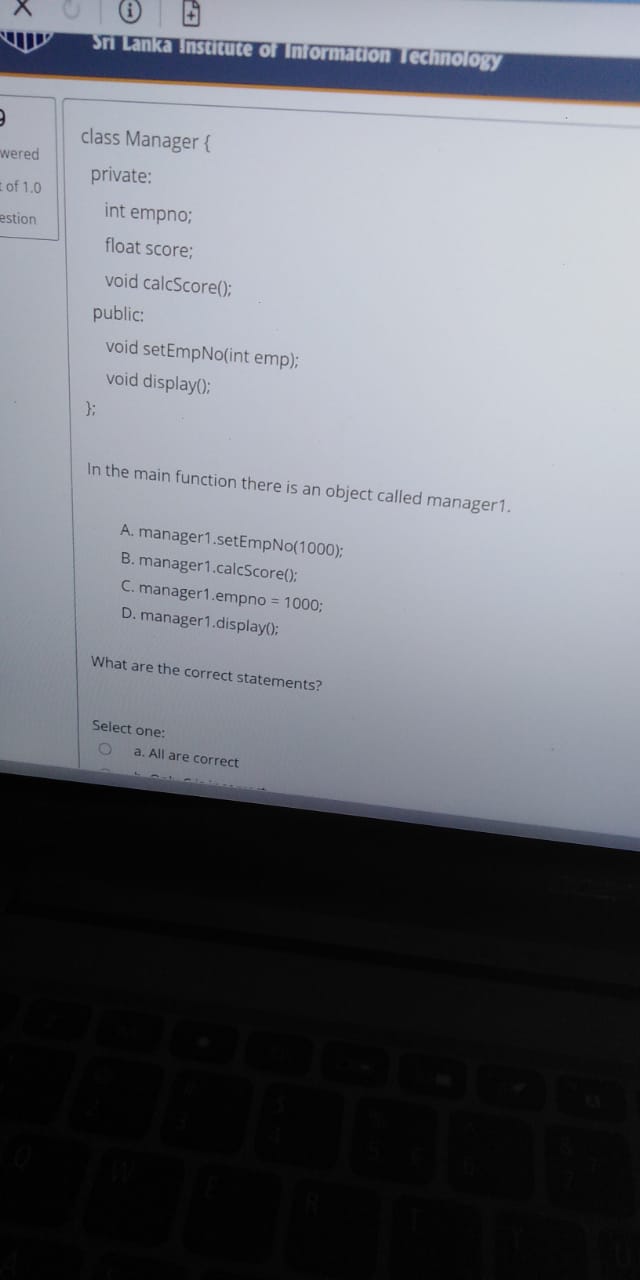 Sri Lanka Institute of Information Technology
9
wered
of 1.0
estion
class Manager {
private:
int empno;
float score;
void calcScore();
public:
void setEmpNo(int emp);
void display();
};
In the main function there is an object called manager1.
A. manager1.setEmpNo(1000);
B. manager1.calcScore();
C. manager1.empno = 1000;
D. manager1.display();
What are the correct statements?
Select one:
a. All are correct